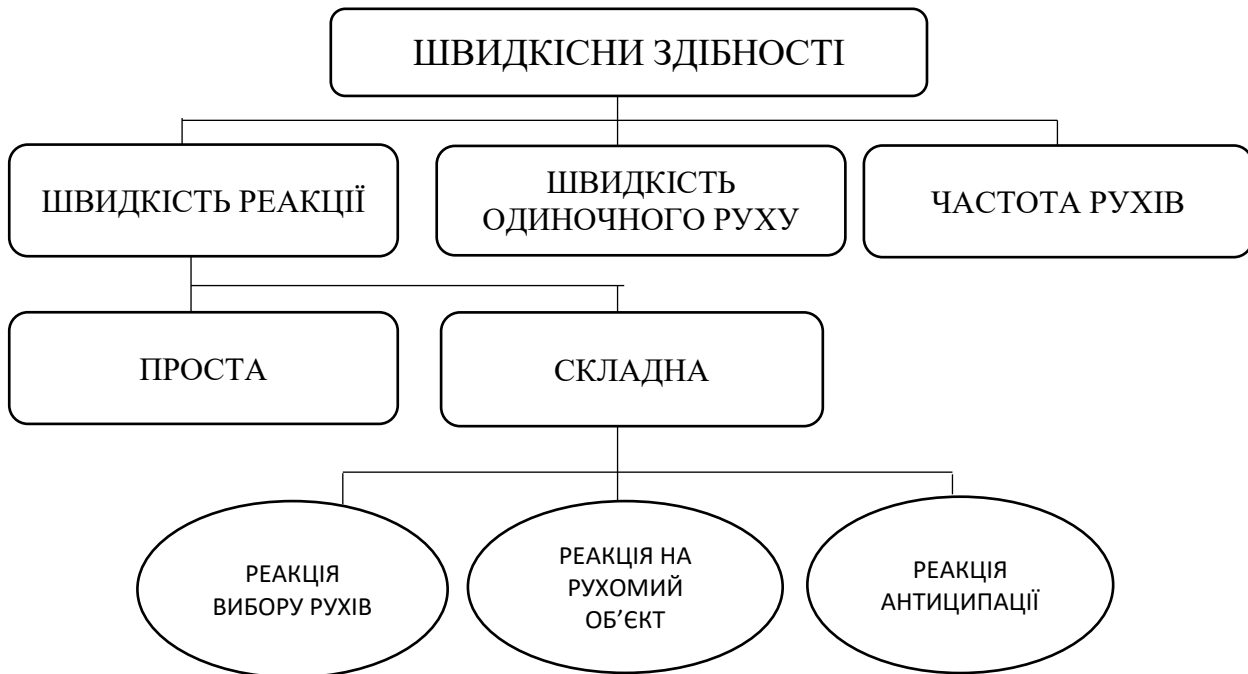 ШВИДКІСНИ ЗДІБНОСТІ
ШВИДКІСТЬ РЕАКЦІЇ
ШВИДКІСТЬ
ОДИНОЧНОГО РУХУ
ЧАСТОТА РУХІВ
ПРОСТА
СКЛАДНА
РЕАКЦІЯ
ВИБОРУ РУХІВ
РЕАКЦІЯ НА
РУХОМИЙ
ОБ’ЄКТ
РЕАКЦІЯ
АНТИЦИПАЦІЇ